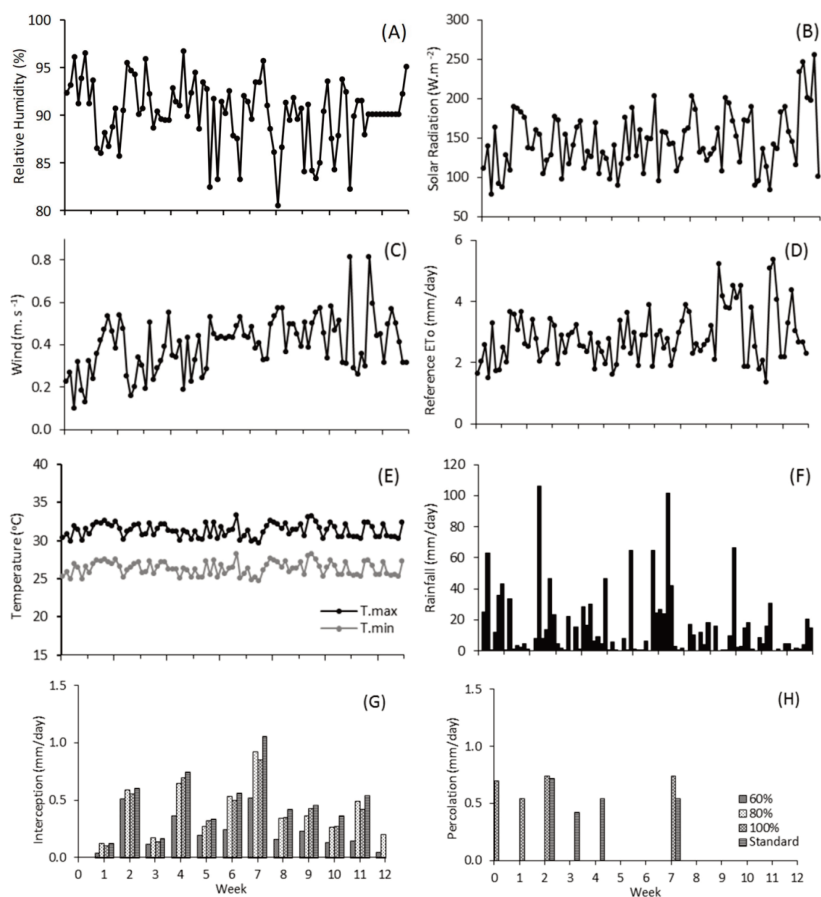 (A)
Relative Humidity (%)
100
95
90
85
80
(B)
Solar Radiation (W.m⁻²)
300
250
200
150
100
50
(C)
Wind (m. s⁻¹)
0.8
0.6
0.4
0.2
0.0
(D)
Reference ETo (mm/day)
6
4
2
0
(E)
Temperature (°C)
40
35
30
25
20
15
T.max
T.min
(F)
Rainfall (mm/day)
120
100
80
60
40
20
0
(G)
Interception (mm/day)
1.5
1.0
0.5
0.0
0 1 2 3 4 5 6 7 8 9 10 11 12
Week
(H)
Percolation (mm/day)
1.5
1.0
0.5
0.0
60%
80%
100%
Standard
0 1 2 3 4 5 6 7 8 9 10 11 12
Week